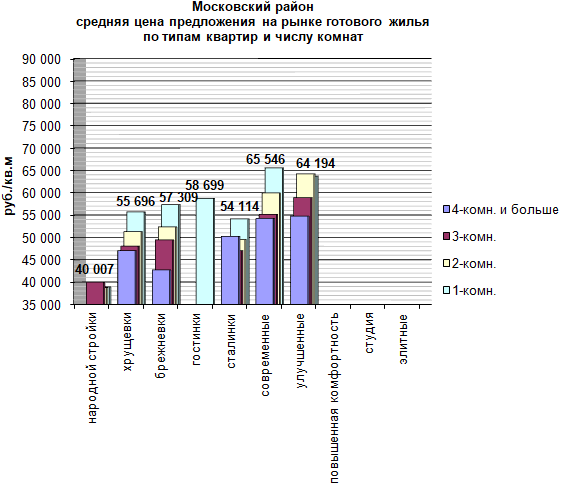 Московский район
средняя цена предложения на рынке готового жилья
по типам квартир и числу комнат
руб./кв.м
90 000
85 000
80 000
75 000
70 000
65 000
60 000
55 000
50 000
45 000
40 000
35 000
40 007
55 696
57 309
58 699
54 114
65 546
64 194
народной стройки
хрущевки
брежневки
гостинки
сталинки
современные
улучшенные
повышенная комфортность
студия
элитные
4-комн. и больше
3-комн.
2-комн.
1-комн.